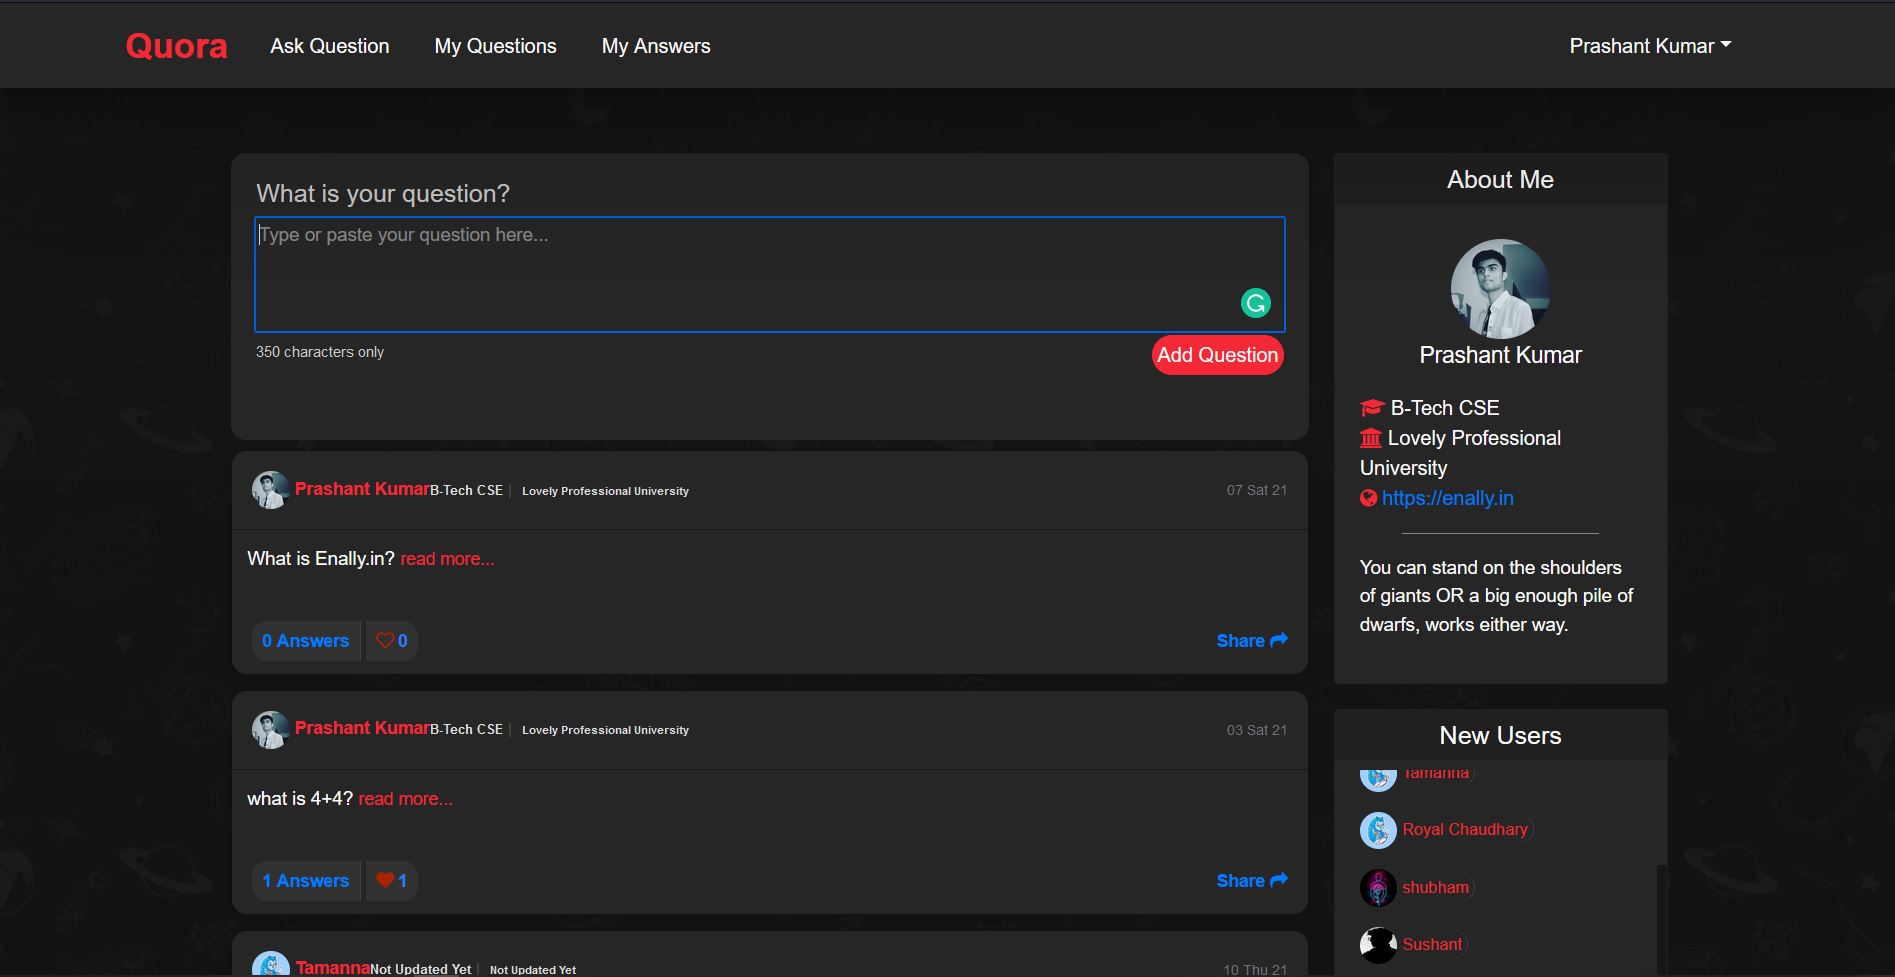 Quora Ask Question My Questions My Answers Prashant Kumar
What is your question?
Type or paste your question here...
350 characters only
Add Question
Prashant Kumar B-Tech CSE | Lovely Professional University 07 Sat 21
What is Enally.in? read more...
0 Answers 0 Share
Prashant Kumar B-Tech CSE | Lovely Professional University 03 Sat 21
what is 4+4? read more...
1 Answers 1 Share
Tamanna Not Updated Yet | Not Updated Yet 10 Thu 21
About Me
Prashant Kumar
B-Tech CSE
Lovely Professional
University
https://enally.in
You can stand on the shoulders
of giants OR a big enough pile of
dwarfs, works either way.
New Users
Tamanna
Royal Chaudhary
shubham
Sushant